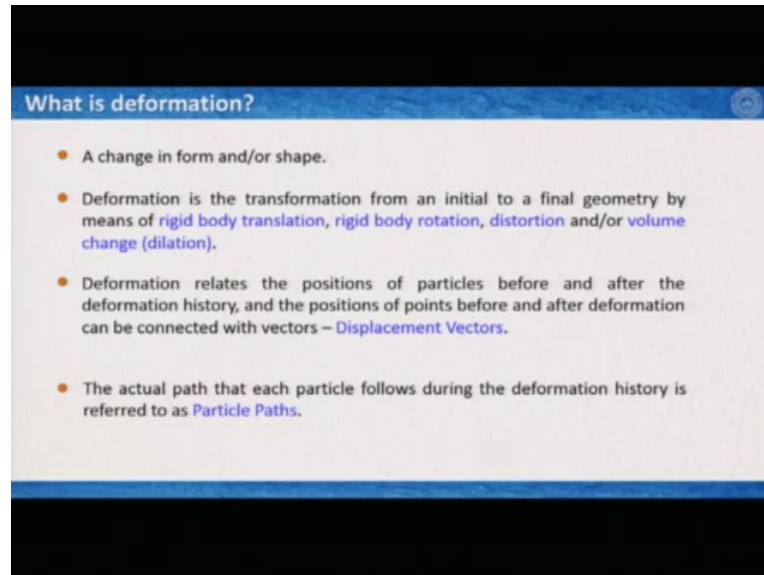 What is deformation?
A change in form and/or shape.
Deformation is the transformation from an initial to a final geometry by
means of rigid body translation, rigid body rotation, distortion and/or volume
change (dilation).
Deformation relates the positions of particles before and after the
deformation history, and the positions of points before and after deformation
can be connected with vectors – Displacement Vectors.
The actual path that each particle follows during the deformation history is
referred to as Particle Paths.